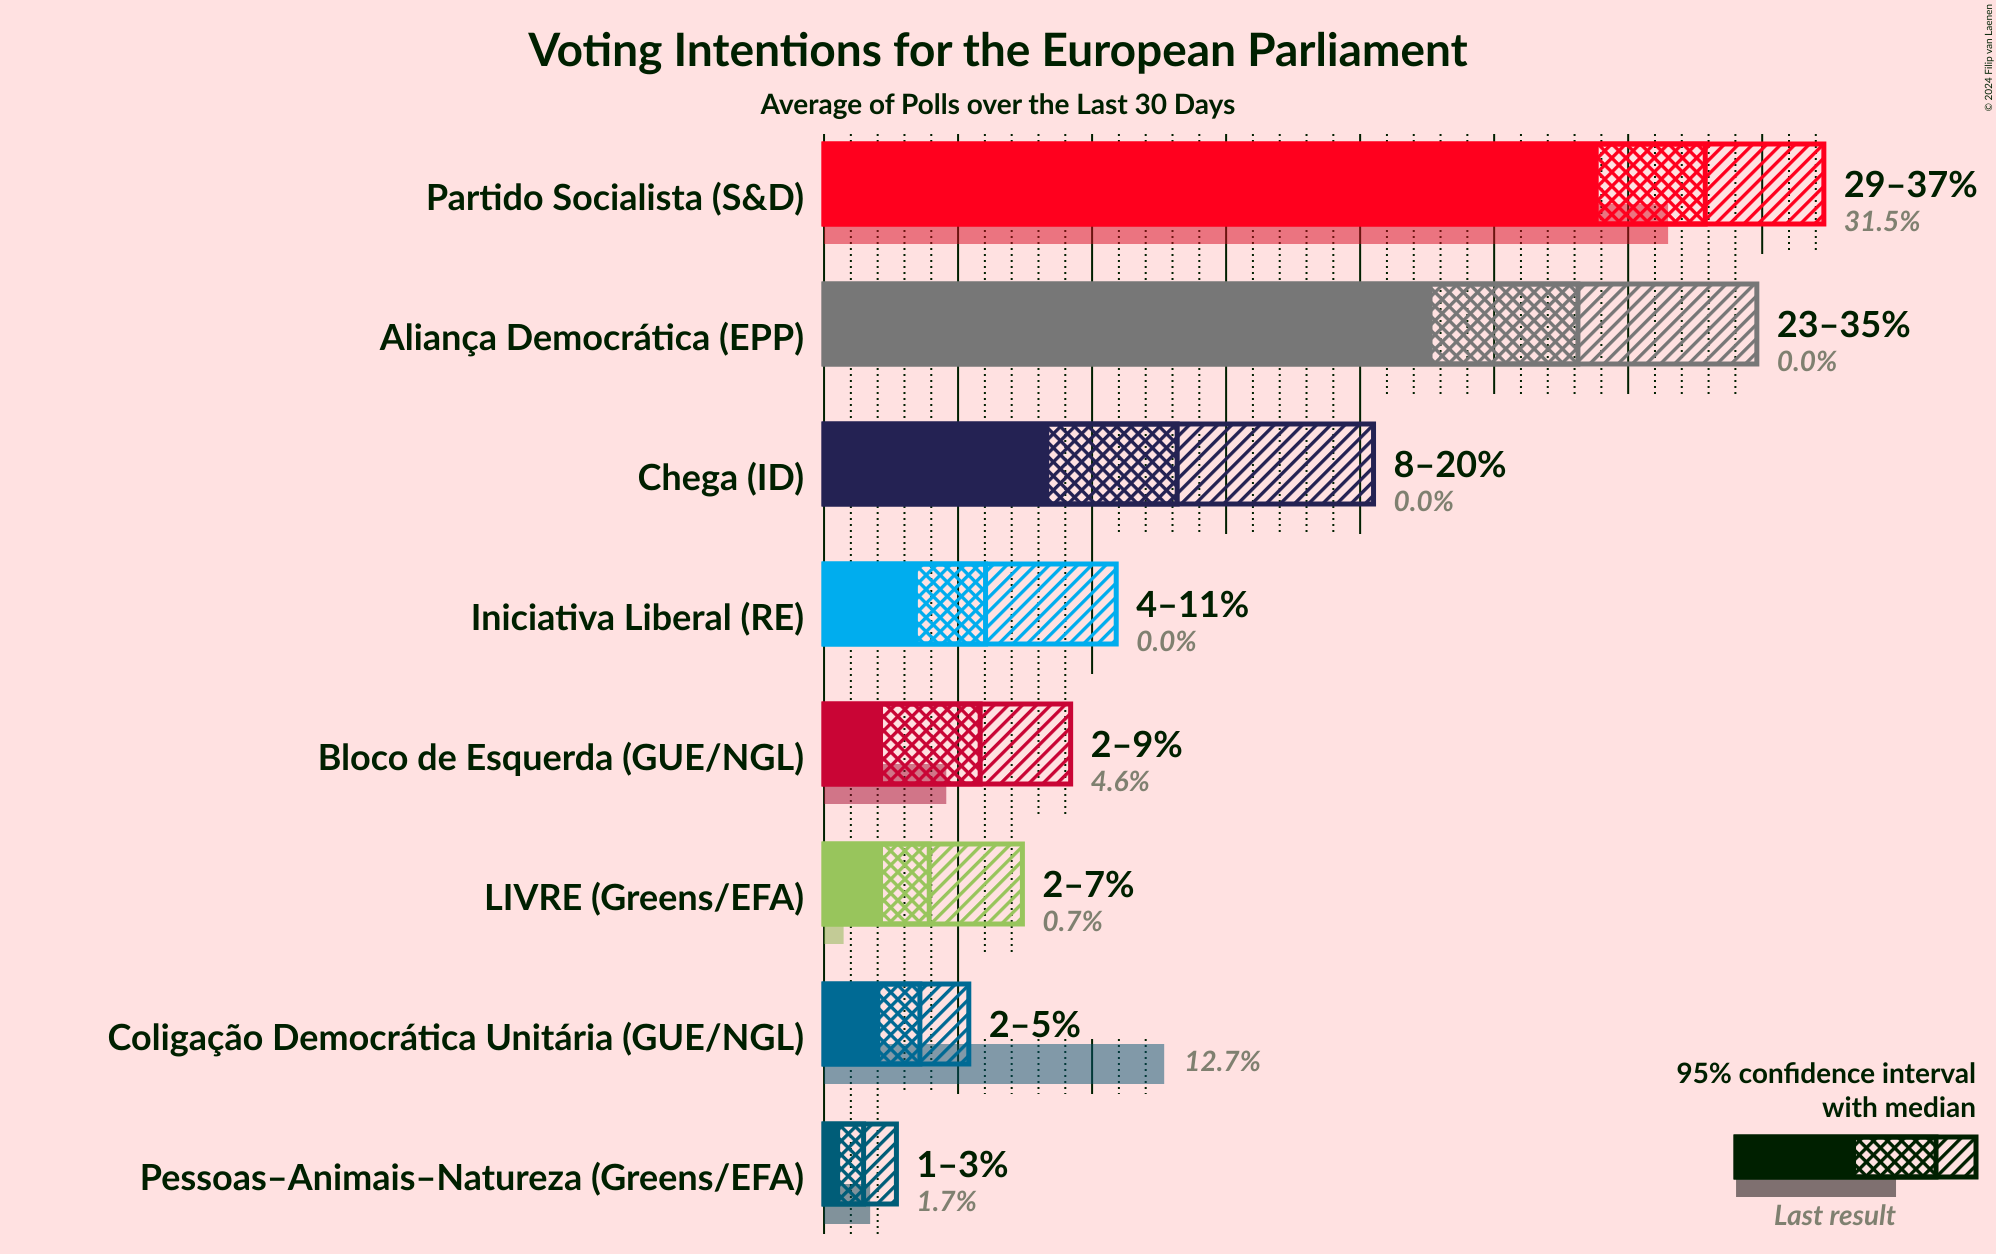 Voting Intentions for the European Parliament
Average of Polls over the Last 30 Days
© 2024 Filip van Laenen
Partido Socialista (S&D)
29–37%
31.5%
Aliança Democrática (EPP)
23–35%
0.0%
Chega (ID)
8–20%
0.0%
Iniciativa Liberal (RE)
4–11%
0.0%
Bloco de Esquerda (GUE/NGL)
2–9%
4.6%
LIVRE (Greens/EFA)
2–7%
0.7%
Coligação Democrática Unitária (GUE/NGL)
2–5%
12.7%
Pessoas–Animais–Natureza (Greens/EFA)
1–3%
1.7%
95% confidence interval
with median
Last result